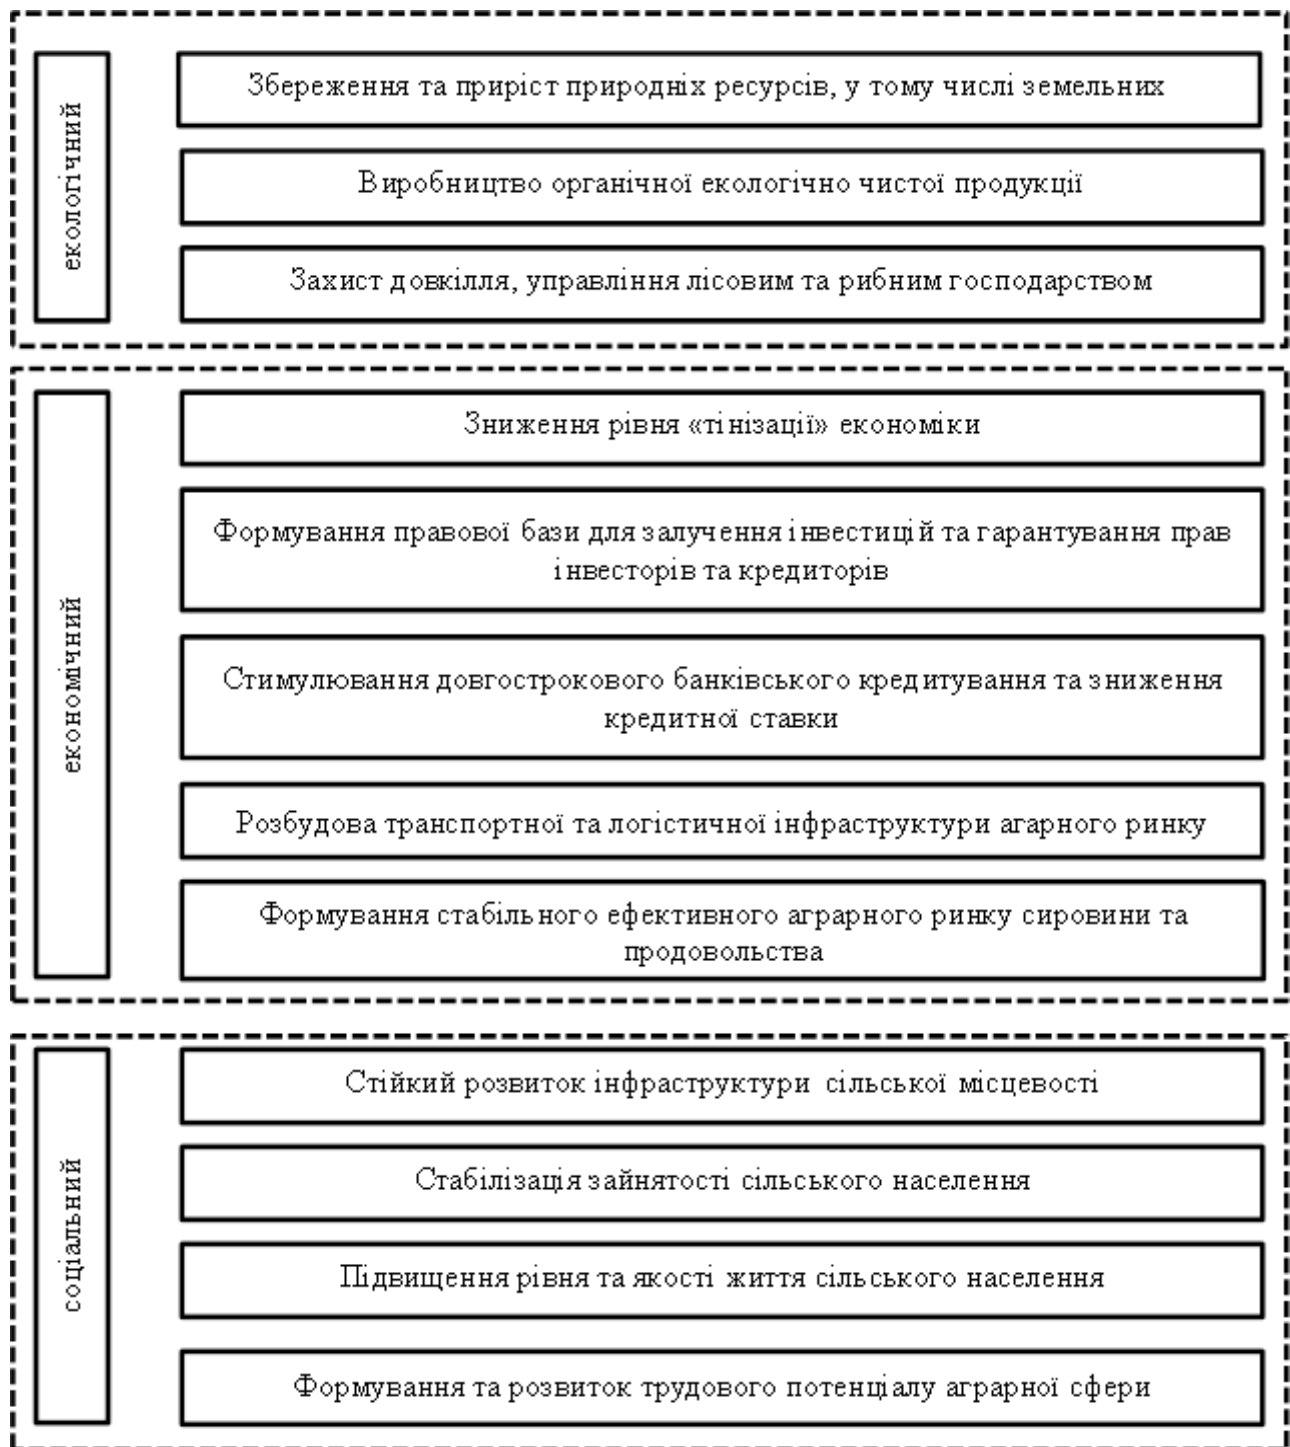 екологічний
Збереження та приріст природніх ресурсів, у тому числі земельних
Виробництво органічної екологічно чистої продукції
Захист довкілля, управління лісовим та рибним господарством
економічний
Зниження рівня «тінізації» економіки
Формування правової бази для залучення інвестицій та гарантування прав
інвесторів та кредиторів
Стимулювання довгострокового банківського кредитування та зниження
кредитної ставки
Розбудова транспортної та логістичної інфраструктури агарного ринку
Формування стабільного ефективного аграрного ринку сировини та
продовольства
соціальний
Стійкий розвиток інфраструктури сільської місцевості
Стабілізація зайнятості сільського населення
Підвищення рівня та якості життя сільського населення
Формування та розвиток трудового потенціалу аграрної сфери